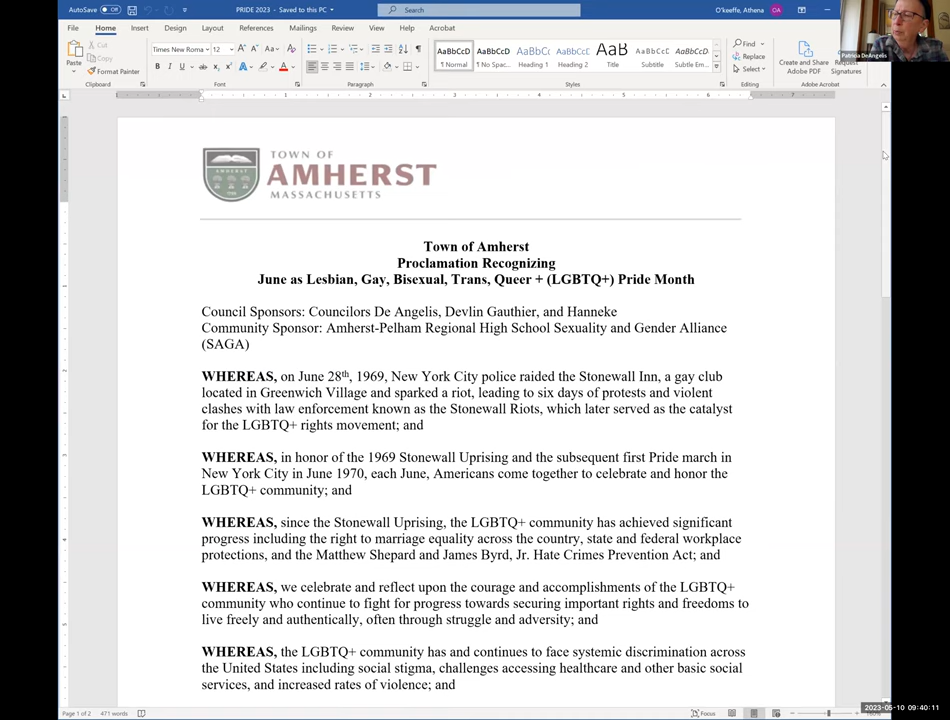 AutoSave Off PRIDE 2023 - Saved to this PC Search O'keeffe, Athena OA
File Home Insert Draw Design Layout References Mailings Review View Help Acrobat
Paste Cut Copy Format Painter Times New Roma 12 AaBbCcD AaBbCcD AaBbCc AaBbCcD AaB AaBbCcD AaBbCcD. Find Replace Select Create and Share Adobe PDF Request Signatures
¶ Normal ¶ No Spac... Heading 1 Heading 2 Title Subtitle Subtle Em...
Clipboard Font Paragraph Styles Editing Adobe Acrobat
Patricia DeAngelis
TOWN OF
AMHERST
MASSACHUSETTS
Town of Amherst
Proclamation Recognizing
June as Lesbian, Gay, Bisexual, Trans, Queer + (LGBTQ+) Pride Month
Council Sponsors: Councilors De Angelis, Devlin Gauthier, and Hanneke
Community Sponsor: Amherst-Pelham Regional High School Sexuality and Gender Alliance
(SAGA)
WHEREAS, on June 28th, 1969, New York City police raided the Stonewall Inn, a gay club
located in Greenwich Village and sparked a riot, leading to six days of protests and violent
clashes with law enforcement known as the Stonewall Riots, which later served as the catalyst
for the LGBTQ+ rights movement; and
WHEREAS, in honor of the 1969 Stonewall Uprising and the subsequent first Pride march in
New York City in June 1970, each June, Americans come together to celebrate and honor the
LGBTQ+ community; and
WHEREAS, since the Stonewall Uprising, the LGBTQ+ community has achieved significant
progress including the right to marriage equality across the country, state and federal workplace
protections, and the Matthew Shepard and James Byrd, Jr. Hate Crimes Prevention Act; and
WHEREAS, we celebrate and reflect upon the courage and accomplishments of the LGBTQ+
community who continue to fight for progress towards securing important rights and freedoms to
live freely and authentically, often through struggle and adversity; and
WHEREAS, the LGBTQ+ community has and continues to face systemic discrimination across
the United States including social stigma, challenges accessing healthcare and other basic social
services, and increased rates of violence; and
Page 1 of 2 471 words Focus
2023-05-10 09:40:11